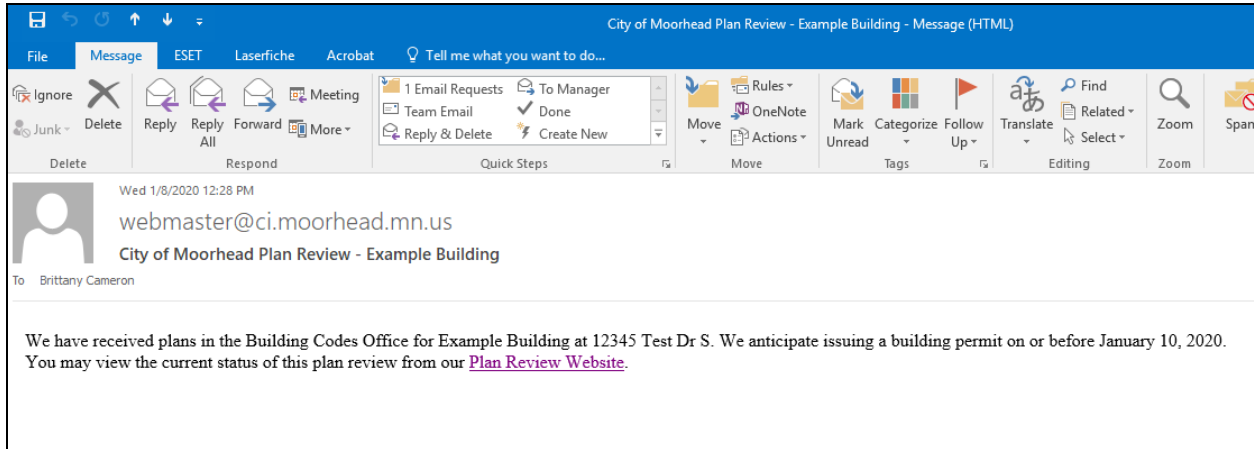 City of Moorhead Plan Review - Example Building - Message (HTML)
File Message ESET Laserfiche Acrobat Tell me what you want to do...
Ignore
Junk
Delete
Delete
Reply
Reply All
Forward
Meeting
More
Respond
1 Email Requests
Team Email
Reply & Delete
To Manager
Done
Create New
Quick Steps
Move
Rules
OneNote
Actions
Move
Mark Unread
Categorize
Follow Up
Tags
Translate
Find
Related
Select
Editing
Zoom
Zoom
Wed 1/8/2020 12:28 PM
webmaster@ci.moorhead.mn.us
City of Moorhead Plan Review - Example Building
To Brittany Cameron
We have received plans in the Building Codes Office for Example Building at 12345 Test Dr S. We anticipate issuing a building permit on or before January 10, 2020.
You may view the current status of this plan review from our Plan Review Website.